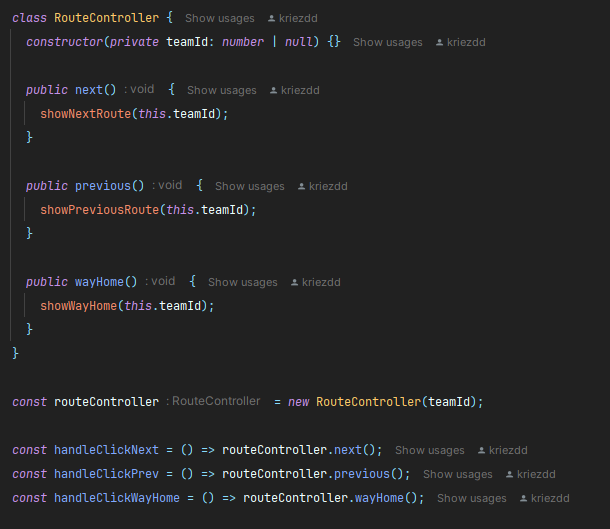 class RouteController {  Show usages  kriezdd
  constructor(private teamId: number | null) {}  Show usages  kriezdd
  public next() : void  {  Show usages  kriezdd
    showNextRoute(this.teamId);
  }
  public previous() : void  {  Show usages  kriezdd
    showPreviousRoute(this.teamId);
  }
  public wayHome() : void  {  Show usages  kriezdd
    showWayHome(this.teamId);
  }
}
const routeController : RouteController  = new RouteController(teamId);
const handleClickNext = () => routeController.next();  Show usages  kriezdd
const handleClickPrev = () => routeController.previous();  Show usages  kriezdd
const handleClickWayHome = () => routeController.wayHome();  Show usages  kriezdd